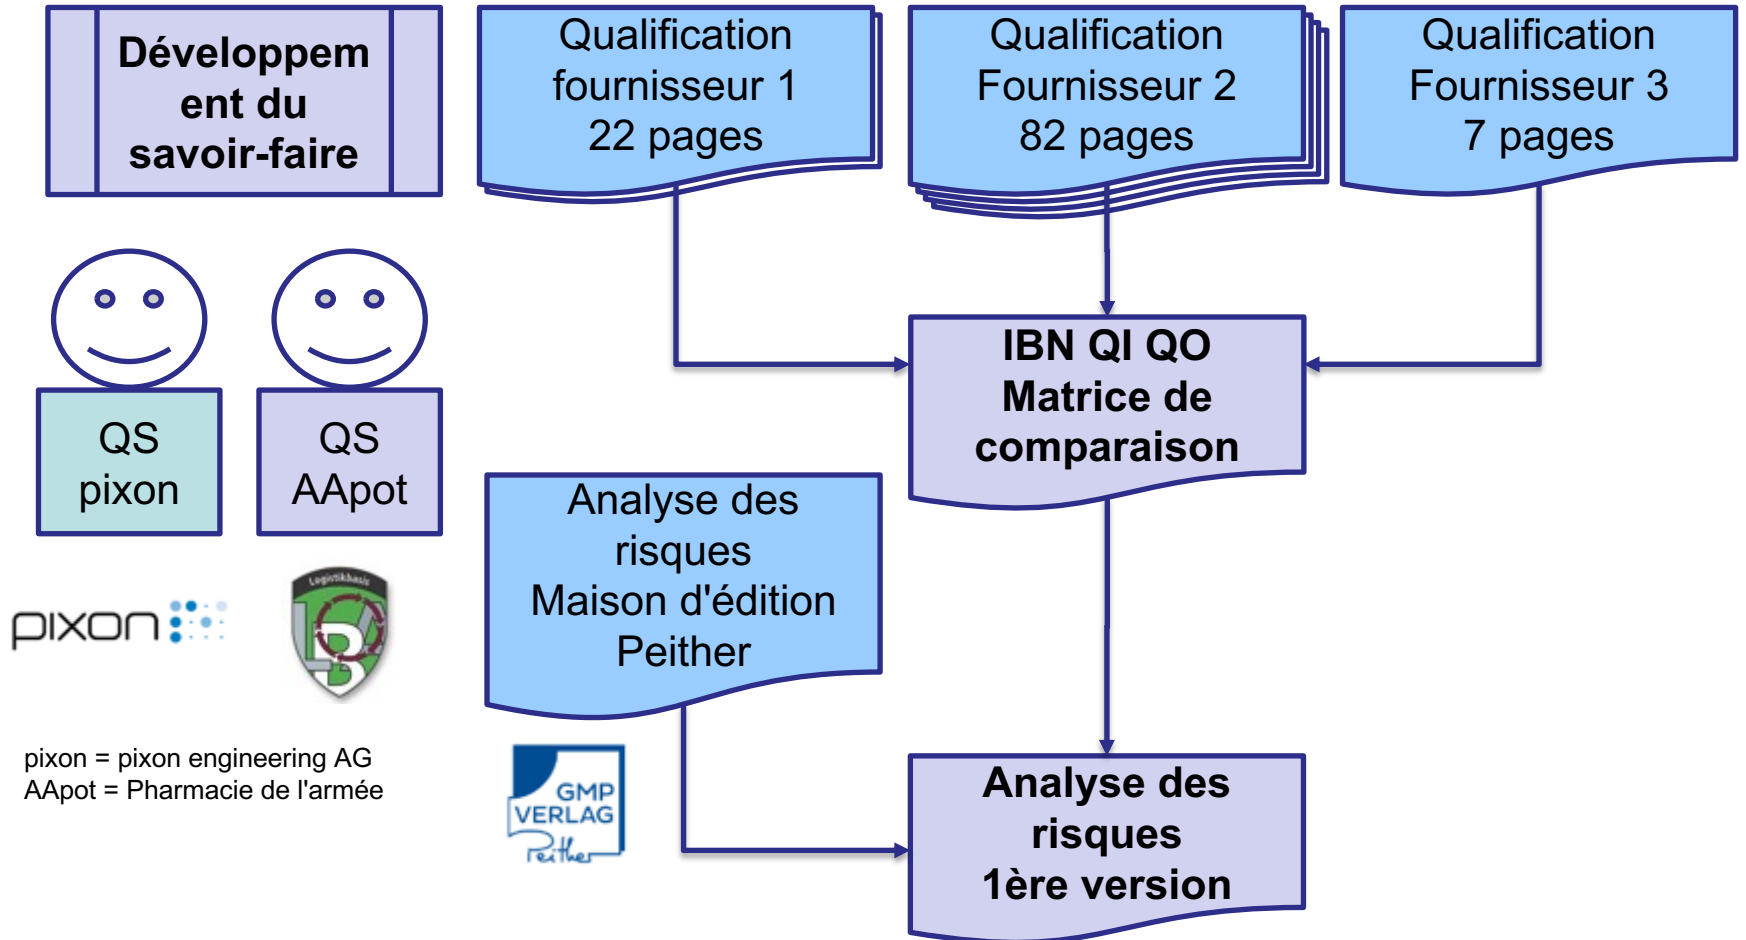 Développem
ent du
savoir-faire
Qualification
fournisseur 1
22 pages
Qualification
Fournisseur 2
82 pages
Qualification
Fournisseur 3
7 pages
QS
pixon
QS
AApot
IBN QI QO
Matrice de
comparaison
Analyse des
risques
Maison d'édition
Peither
pixon
Logistikbasis
LBA
pixon = pixon engineering AG
AApot = Pharmacie de l'armée
GMP
VERLAG
Peither
Analyse des
risques
1ère version